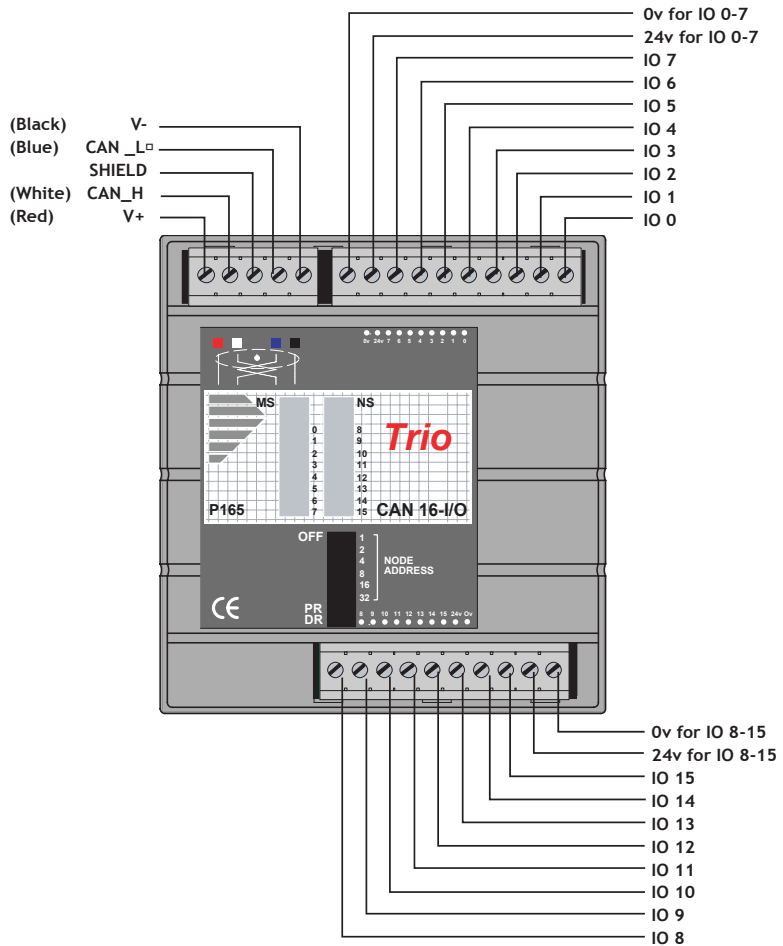 0v for IO 0-7
24v for IO 0-7
IO 7
IO 6
IO 5
IO 4
IO 3
IO 2
IO 1
IO 0
(Black) V-
(Blue) CAN _L
SHIELD
(White) CAN_H
(Red) V+
0v 24v 7 6 5 4 3 2 1 0
MS NS
0 8
1 9
2 10
3 11
4 12
5 13
6 14
7 15
Trio
P165
CAN 16-I/O
OFF
1
2
4
8
16
32
NODE
ADDRESS
CE
PR
DR
8 9 10 11 12 13 14 15 24v 0v
0v for IO 8-15
24v for IO 8-15
IO 15
IO 14
IO 13
IO 12
IO 11
IO 10
IO 9
IO 8